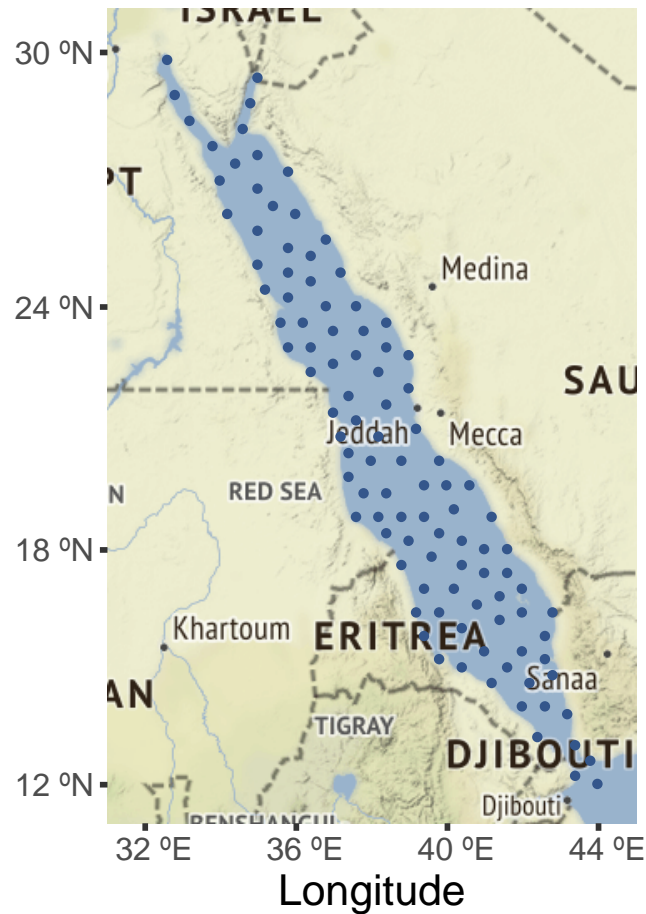 ISRAEL
30 ºN
PT
Medina
24 ºN
SAU
Jeddah
Mecca
RED SEA
N
18 ºN
Khartoum
ERITREA
AN
Sanaa
TIGRAY
DJIBOUTI
12 ºN
Djibouti
BENSHANGUL
32 ºE 36 ºE 40 ºE 44 ºE
Longitude